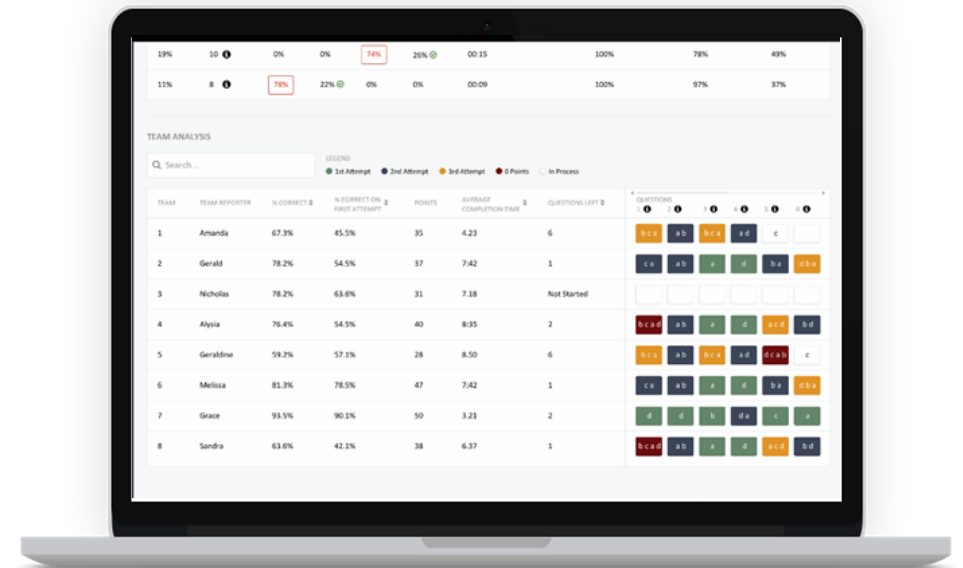 19% 10 0% 0% 74% 26% 00:15 100% 78% 49%
11% 8 78% 22% 0% 0% 00:09 100% 97% 37%
TEAM ANALYSIS
Search ...
LEGEND
1st Attempt 2nd Attempt 3rd Attempt 0 Points In Process
TEAM TEAM REPORTER % CORRECT % CORRECT ON FIRST ATTEMPT POINTS AVERAGE COMPLETION TIME QUESTIONS LEFT QUESTIONS
1 2 3 4 5 6
1 Amanda 67.3% 45.5% 35 4.23 6 b c a a b b c a a d c
2 Gerald 78.2% 54.5% 37 7:42 1 c a a b a d b a d b a
3 Nicholas 78.2% 63.6% 31 7.18 Not Started
4 Alysia 76.4% 54.5% 40 8:35 2 b c a d a b a d a c d b d
5 Geraldine 59.2% 57.1% 28 8.50 6 b c a a b b c a a d d c a b c
6 Melissa 81.3% 78.5% 47 7:42 1 c a a b a d b a d b a
7 Grace 93.5% 90.1% 50 3.21 2 d d b d a c a
8 Sandra 63.6% 42.1% 38 6.37 1 b c a d a b a d a c d b d